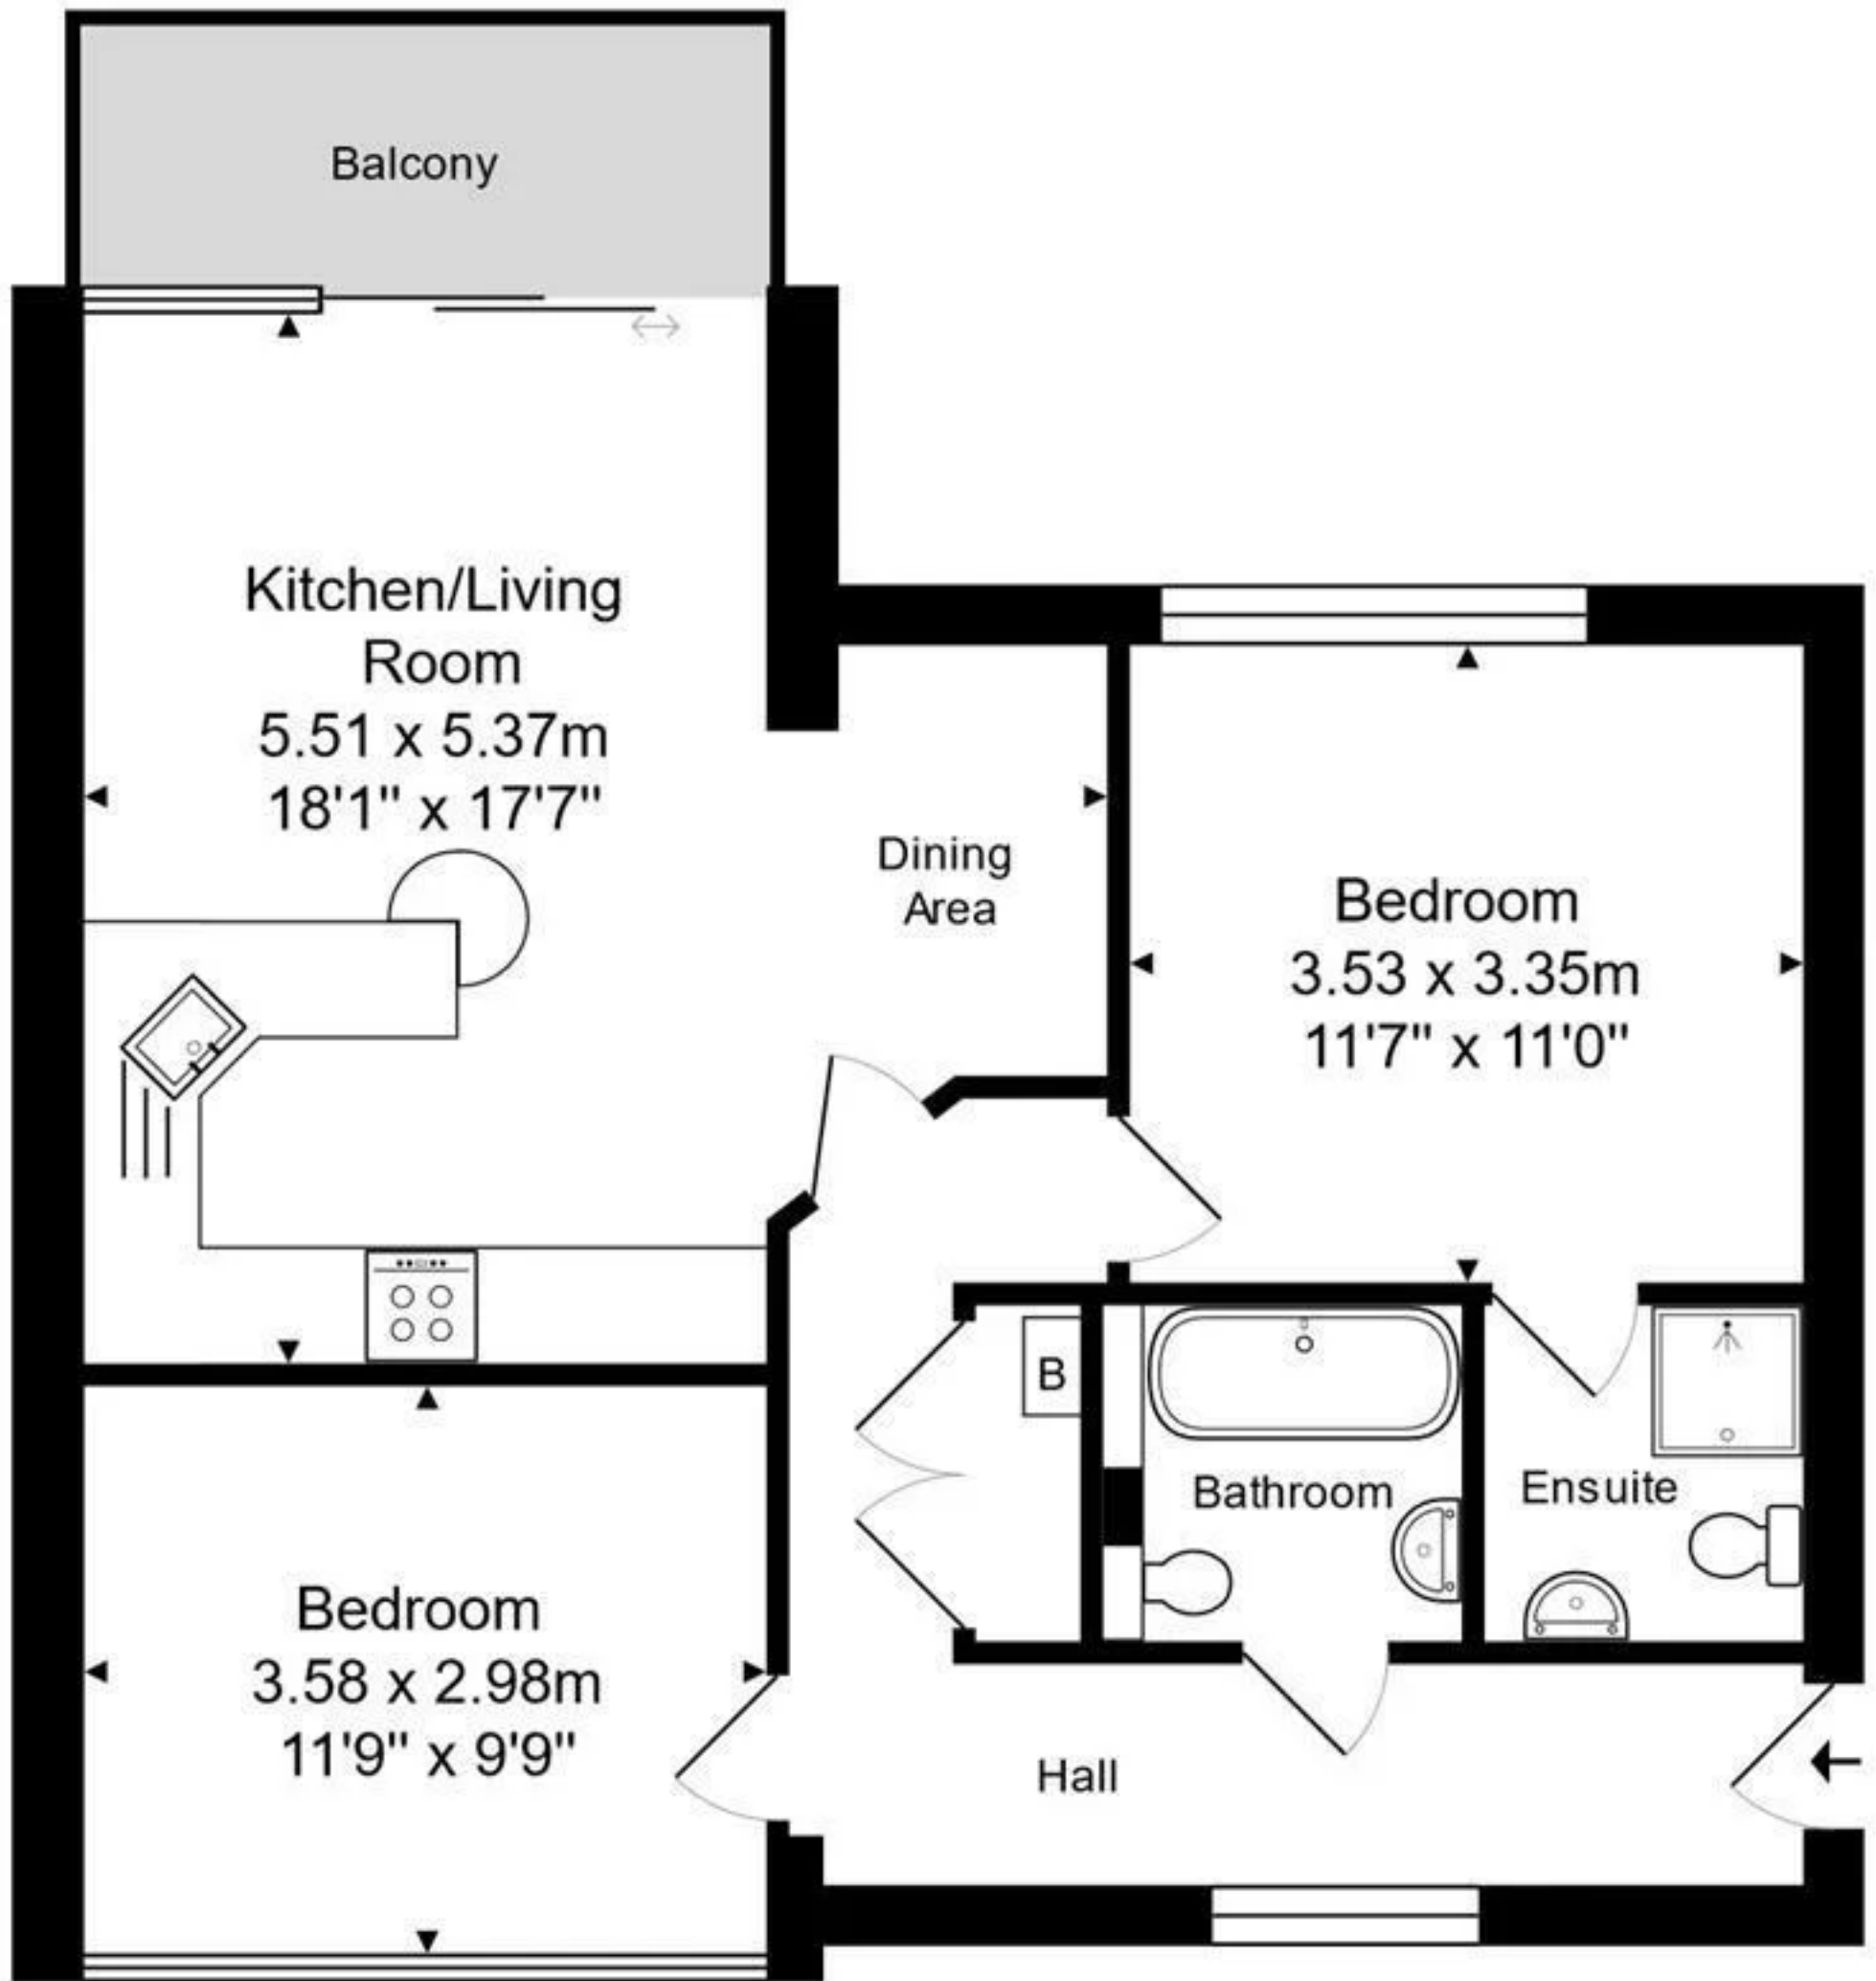 Balcony
Kitchen/Living
Room
5.51 x 5.37m
18'1" x 17'7"
Dining
Area
Bedroom
3.53 x 3.35m
11'7" x 11'0"
B
Bathroom
Ensuite
Bedroom
3.58 x 2.98m
11'9" x 9'9"
Hall